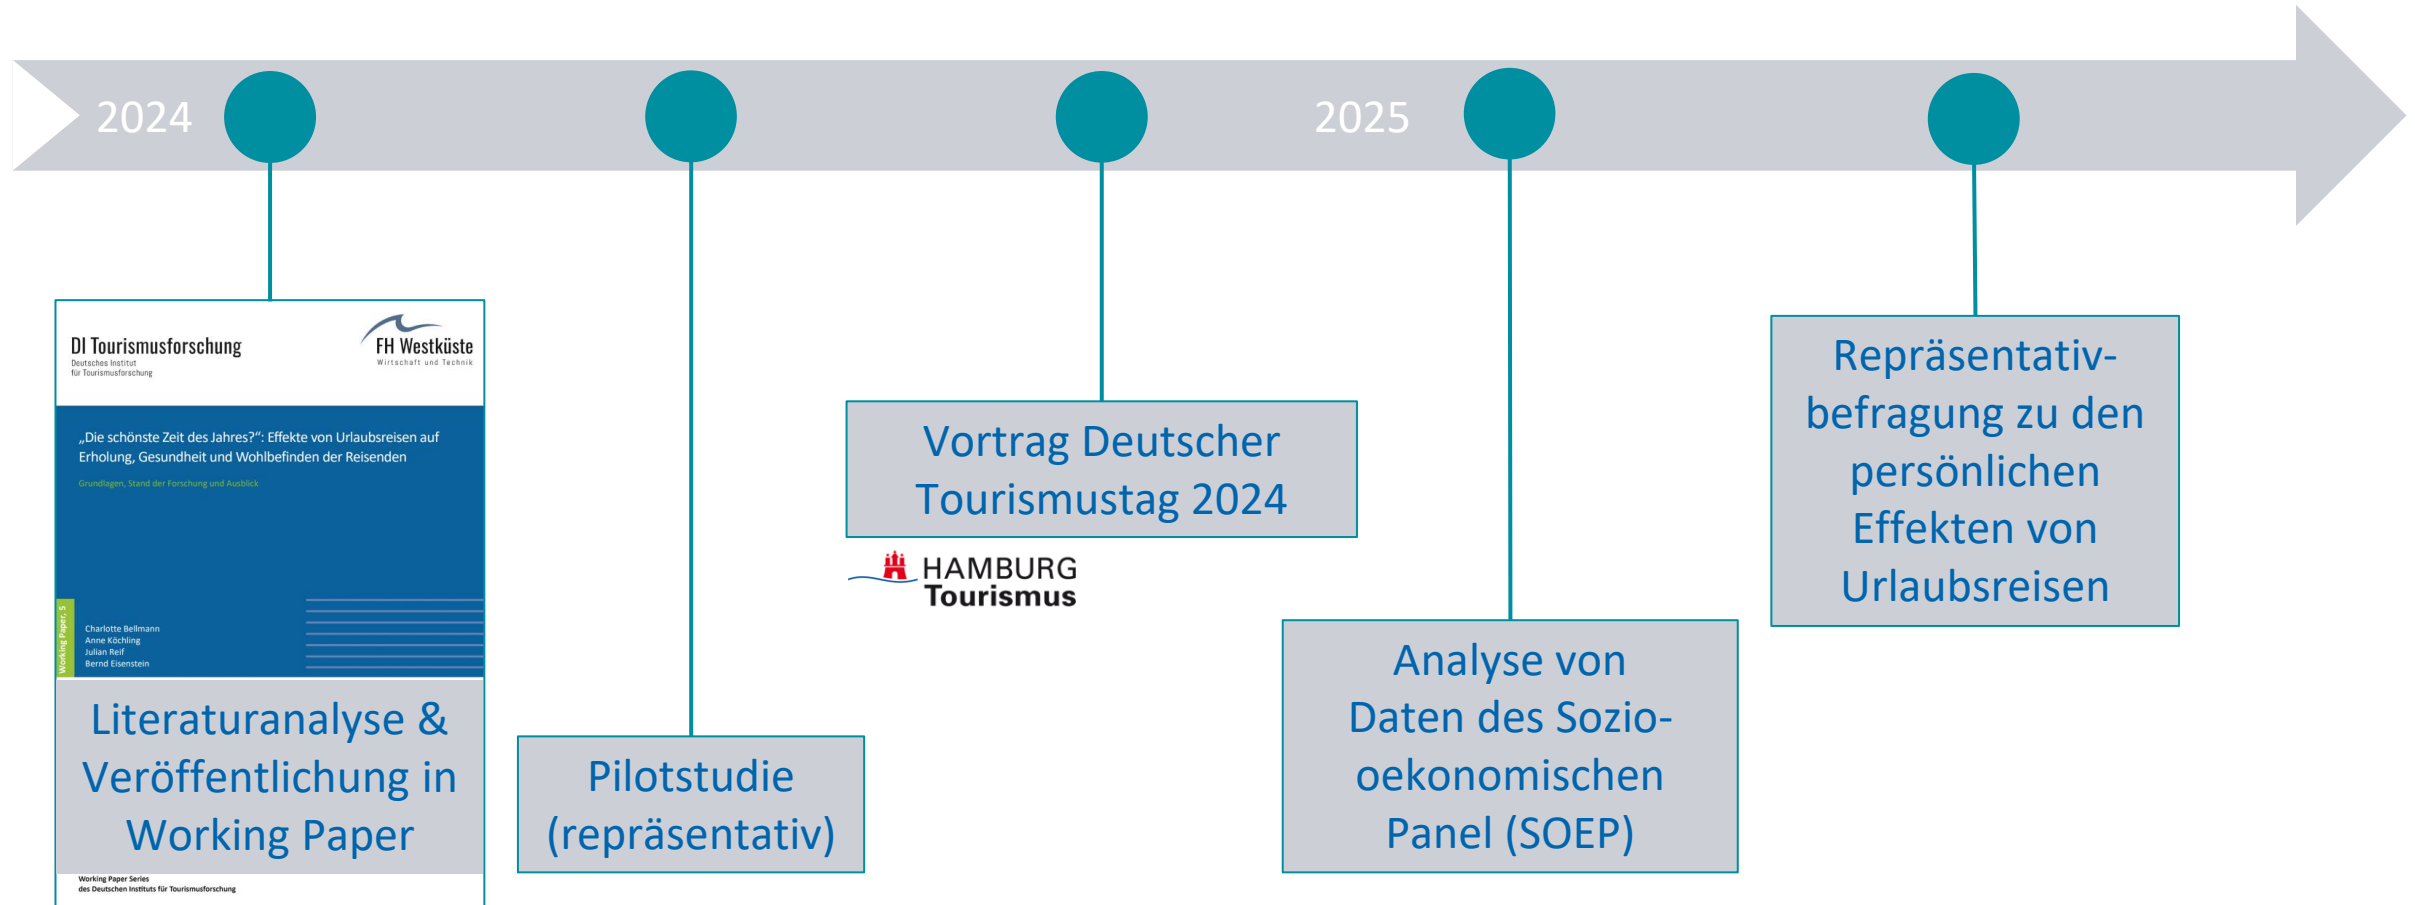 2024
2025
DI Tourismusforschung
Deutsches Institut
für Tourismusforschung
FH Westküste
Wirtschaft und Technik
„Die schönste Zeit des Jahres?“: Effekte von Urlaubsreisen auf
Erholung, Gesundheit und Wohlbefinden der Reisenden
Grundlagen, Stand der Forschung und Ausblick
Working Paper, 5
Charlotte Bellmann
Anne Köchling
Julian Reif
Bernd Eisenstein
Literaturanalyse &
Veröffentlichung in
Working Paper
Working Paper Series
des Deutschen Instituts für Tourismusforschung
Pilotstudie
(repräsentativ)
Vortrag Deutscher
Tourismustag 2024
HAMBURG
Tourismus
Analyse von
Daten des Sozio-
oekonomischen
Panel (SOEP)
Repräsentativ-
befragung zu den
persönlichen
Effekten von
Urlaubsreisen